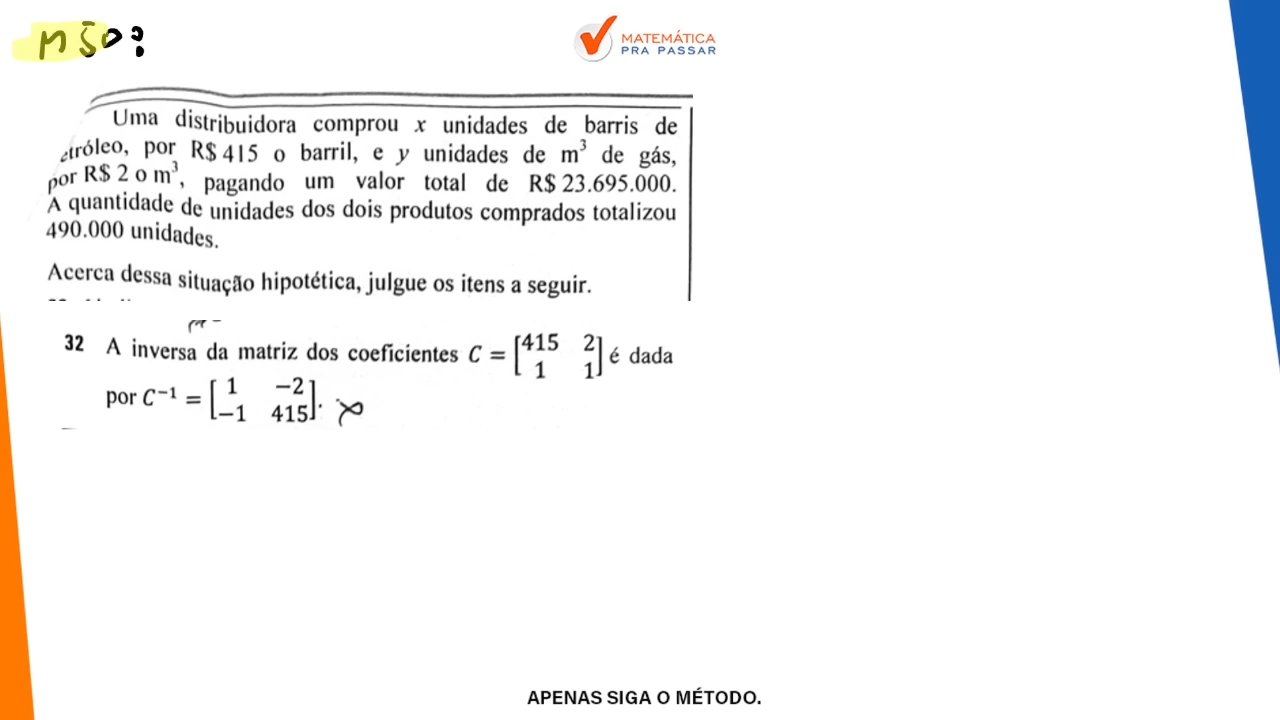 não?
MATEMÁTICA
PRA PASSAR
Uma distribuidora comprou x unidades de barris de
etróleo, por R$ 415 o barril, e y unidades de m³ de gás,
por R$ 2 o m³, pagando um valor total de R$ 23.695.000.
A quantidade de unidades dos dois produtos comprados totalizou
490.000 unidades.
Acerca dessa situação hipotética, julgue os itens a seguir.
32 A inversa da matriz dos coeficientes C = [415 2; 1 1] é dada
por C⁻¹ = [1 -2; -1 415].
APENAS SIGA O MÉTODO.